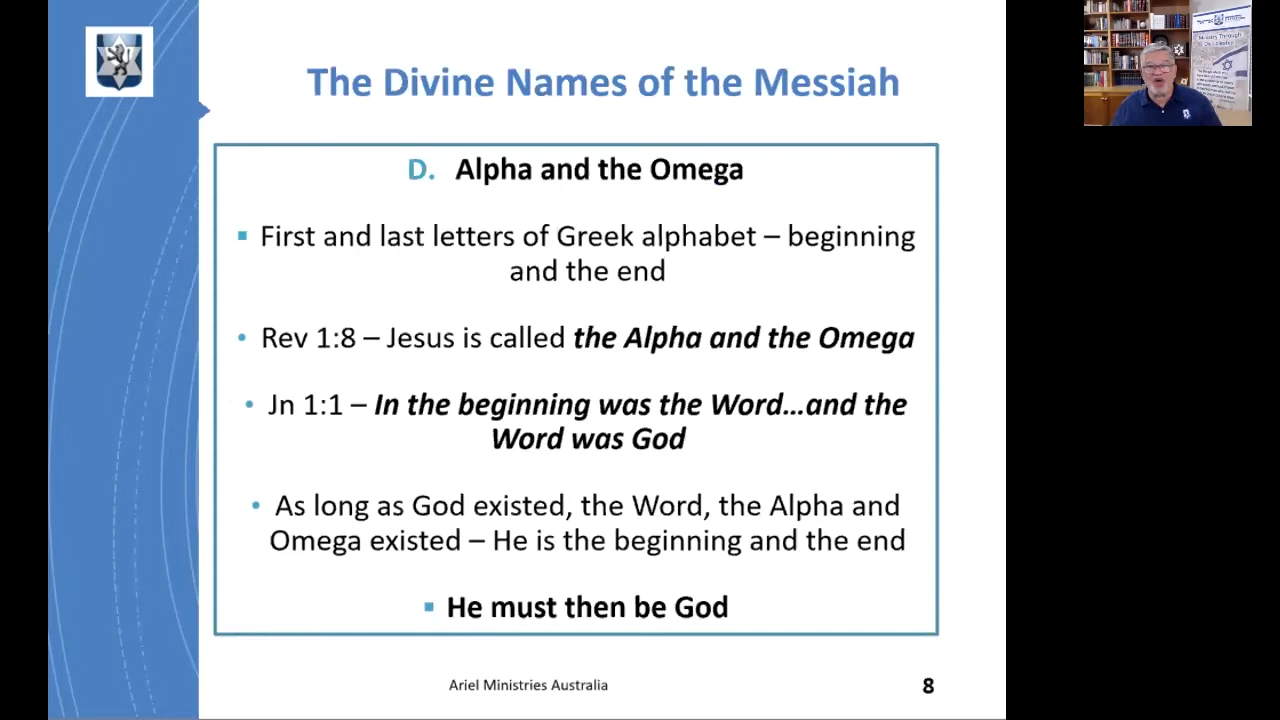 The Divine Names of the Messiah
D. Alpha and the Omega
▪ First and last letters of Greek alphabet – beginning
and the end
• Rev 1:8 – Jesus is called the Alpha and the Omega
• Jn 1:1 – In the beginning was the Word...and the
Word was God
• As long as God existed, the Word, the Alpha and
Omega existed – He is the beginning and the end
▪ He must then be God
Ariel Ministries Australia
8
Ministry Through